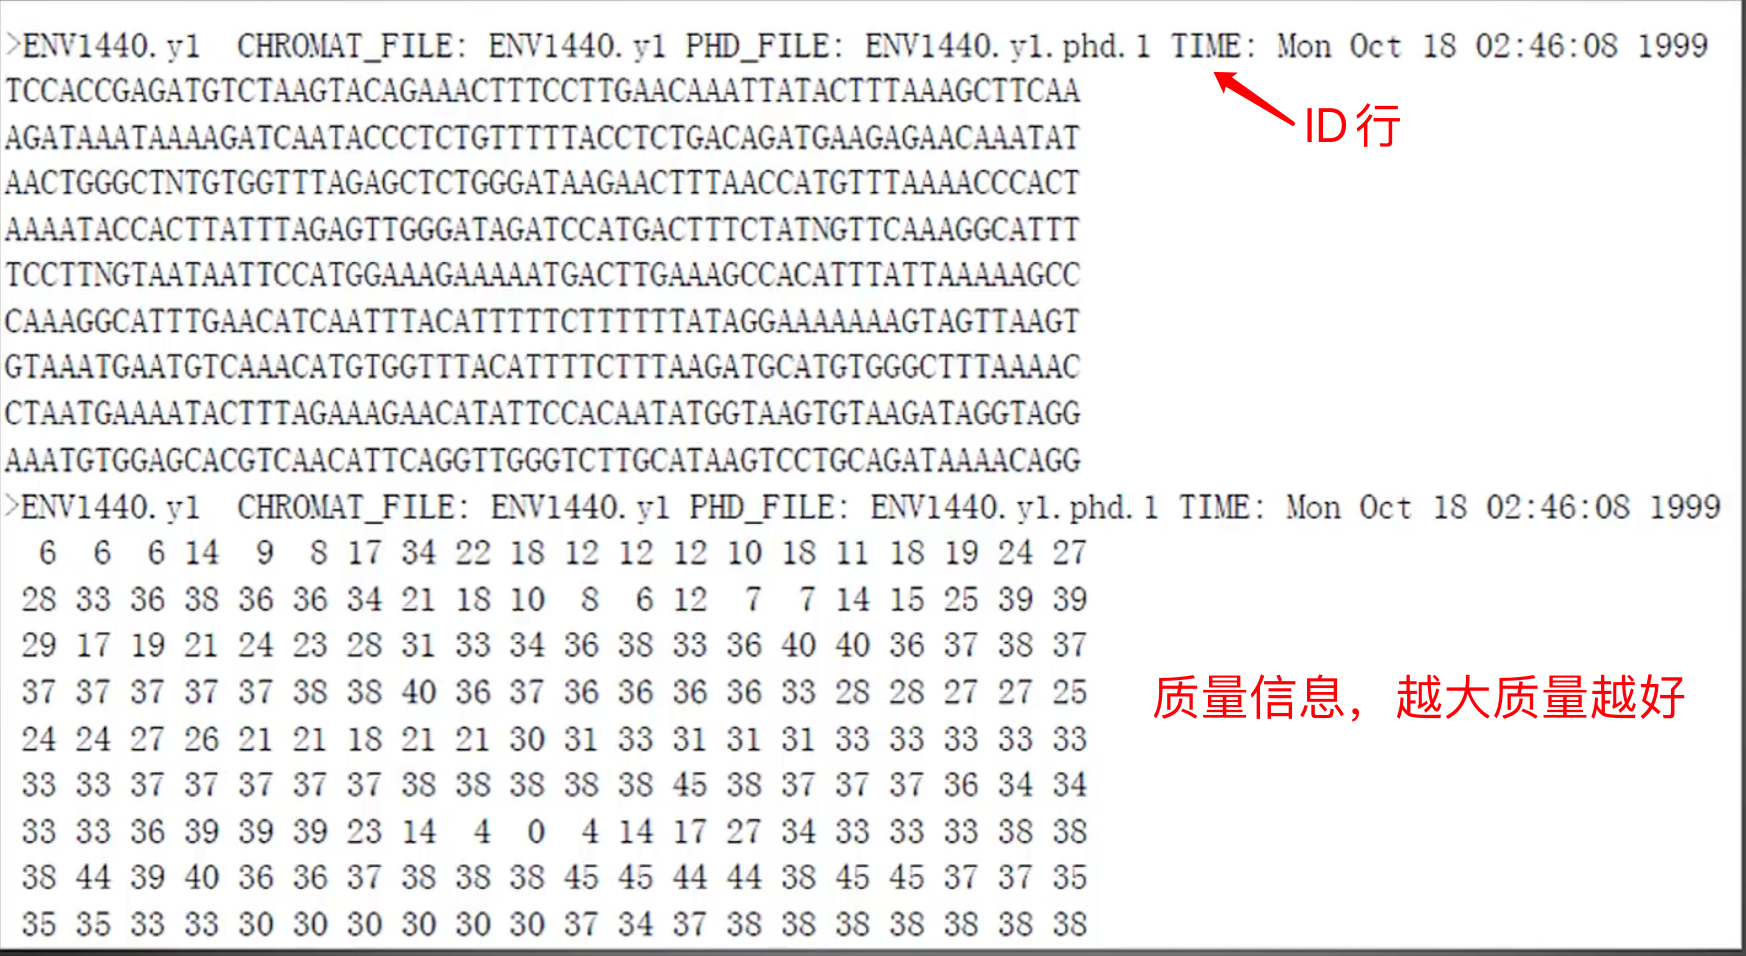 >ENV1440.y1  CHROMAT_FILE: ENV1440.y1 PHD_FILE: ENV1440.y1.phd.1 TIME: Mon Oct 18 02:46:08 1999
TCCACCGAGATGTCTAAGTACAGAAACTTTCCTTGAACAAATTATACTTTAAAGCTTCAA
ID行
AGATAAATAAAAGATCAATACCCTCTGTTTTTACCTCTGACAGATGAAGAGAACAAATAT
AACTGGGCTNTGTGGTTTAGAGCTCTGGGATAAGAACTTTAACCATGTTTAAAACCCACT
AAAATACCACTTATTTAGAGTTGGGATAGATCCATGACTTTCTATNGTTCAAAGGCATTT
TCCTTNGTAATAATTCCATGGAAAGAAAAATGACTTGAAAGCCACATTTATTAAAAAGCC
CAAAGGCATTTGAACATCAATTTACATTTTTCTTTTTTATAGGAAAAAAAGTAGTTAAGT
GTAAATGAATGTCAAACATGTGGTTTACATTTTCTTTAAGATGCATGTGGGCTTTAAAAC
CTAATGAAAATACTTTAGAAAGAACATATTCCACAATATGGTAAGTGTAAGATAGGTAGG
AAATGTGGAGCACGTCAACATTCAGGTTGGGTCTTGCATAAGTCCTGCAGATAAAACAGG
>ENV1440.y1  CHROMAT_FILE: ENV1440.y1 PHD_FILE: ENV1440.y1.phd.1 TIME: Mon Oct 18 02:46:08 1999
6 6 6 14 9 8 17 34 22 18 12 12 12 10 18 11 18 19 24 27
28 33 36 38 36 36 34 21 18 10 8 6 12 7 7 14 15 25 39 39
29 17 19 21 24 23 28 31 33 34 36 38 33 36 40 40 36 37 38 37
37 37 37 37 37 38 38 40 36 37 36 36 36 36 33 28 28 27 27 25
质量信息，越大质量越好
24 24 27 26 21 21 18 21 21 30 31 33 31 31 31 33 33 33 33 33
33 33 37 37 37 37 37 38 38 38 38 38 45 38 37 37 37 36 34 34
33 33 36 39 39 39 23 14 4 0 4 14 17 27 34 33 33 33 38 38
38 44 39 40 36 36 37 38 38 38 45 45 44 44 38 45 45 37 37 35
35 35 33 33 30 30 30 30 30 30 37 34 37 38 38 38 38 38 38 38